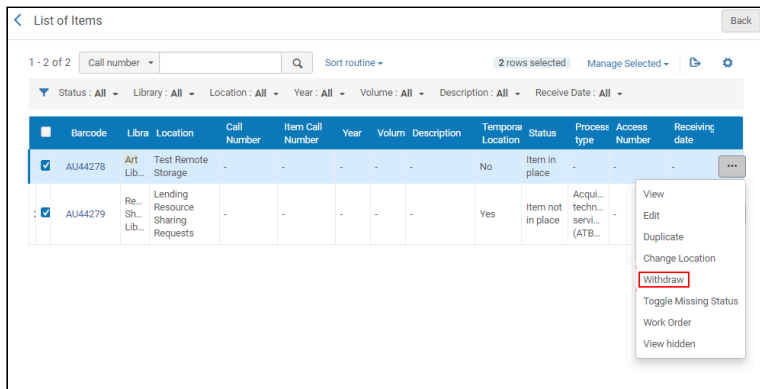 List of Items
Back
1 - 2 of 2
Call number
Sort routine
2 rows selected
Manage Selected
Status : All
Library : All
Location : All
Year : All
Volume : All
Description : All
Receive Date : All
Barcode Libra Location Call Number Item Call Number Year Volum Description Temporar Location Status Process type Access Number Receiving date
AU44278 Art Lib... Test Remote Storage - - - - - No Item in place - - -
AU44279 Re... Sh... Lib... Lending Resource Sharing Requests - - - - - Yes Item not in place Acqui... techn... servi... (ATB... -
View
Edit
Duplicate
Change Location
Withdraw
Toggle Missing Status
Work Order
View hidden